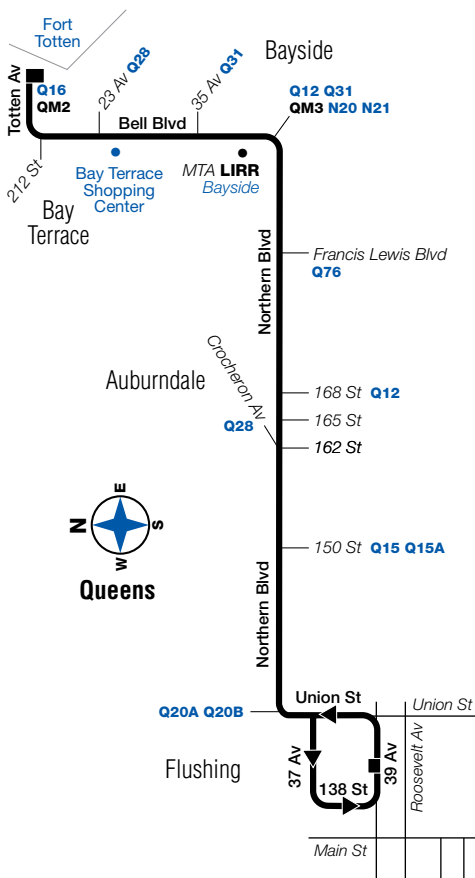 Fort
Totten
Totten Av
Q16
QM2
212 St
23 Av Q28
35 Av Q31
Bayside
Q12 Q31
QM3 N20 N21
Bell Blvd
Bay Terrace
Shopping
Center
MTA LIRR
Bayside
Bay
Terrace
Northern Blvd
Francis Lewis Blvd
Q76
Auburndale
Crocheron Av
Q28
168 St Q12
165 St
162 St
N
E
S
W
Queens
150 St Q15 Q15A
Northern Blvd
Q20A Q20B
Union St
Union St
Flushing
37 Av
39 Av
Roosevelt Av
138 St
Main St